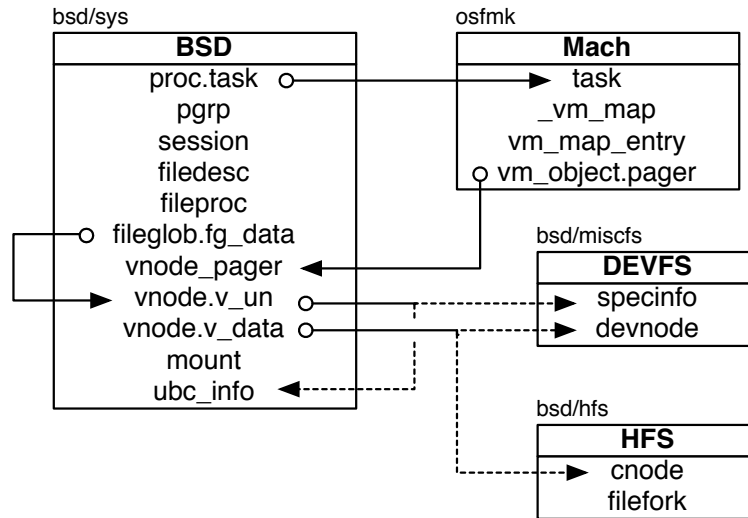 bsd/sys
BSD
proc.task
pgrp
session
filedesc
fileproc
fileglob.fg_data
vnode_pager
vnode.v_un
vnode.v_data
mount
ubc_info
osfmk
Mach
task
_vm_map
vm_map_entry
vm_object.pager
bsd/miscfs
DEVFS
specinfo
devnode
bsd/hfs
HFS
cnode
filefork